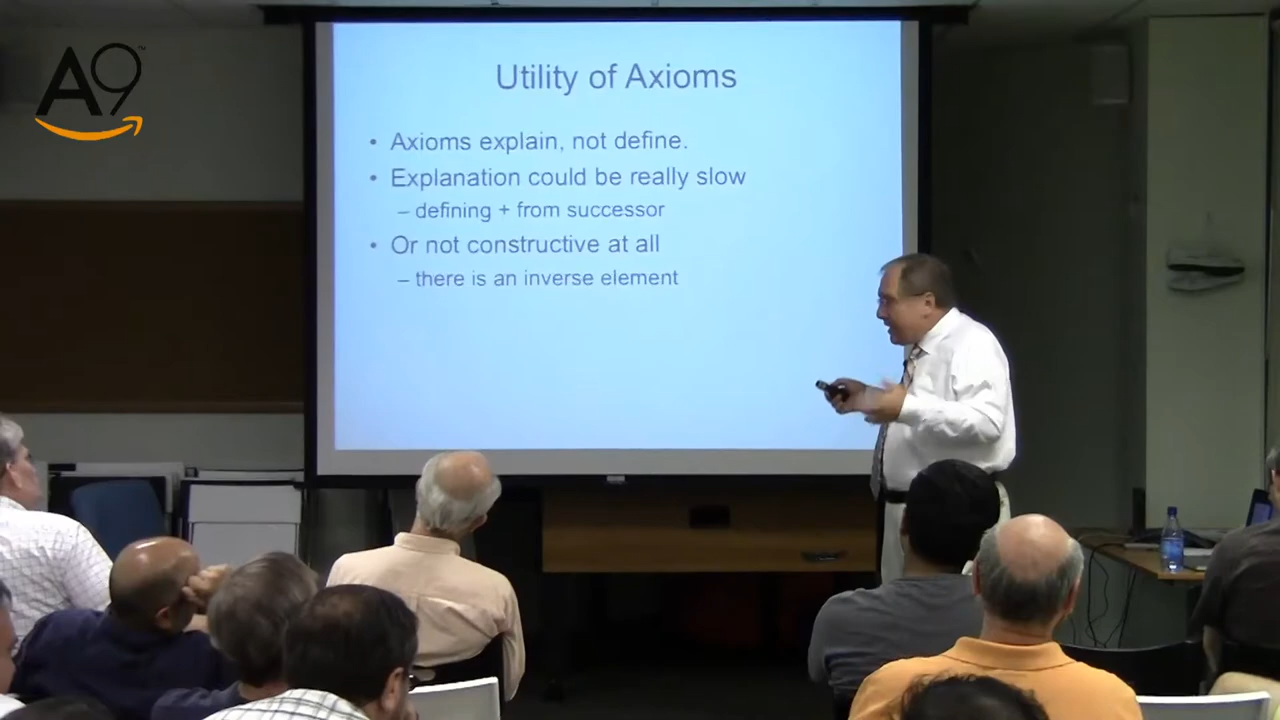 A9™
Utility of Axioms
• Axioms explain, not define.
• Explanation could be really slow
– defining + from successor
• Or not constructive at all
– there is an inverse element